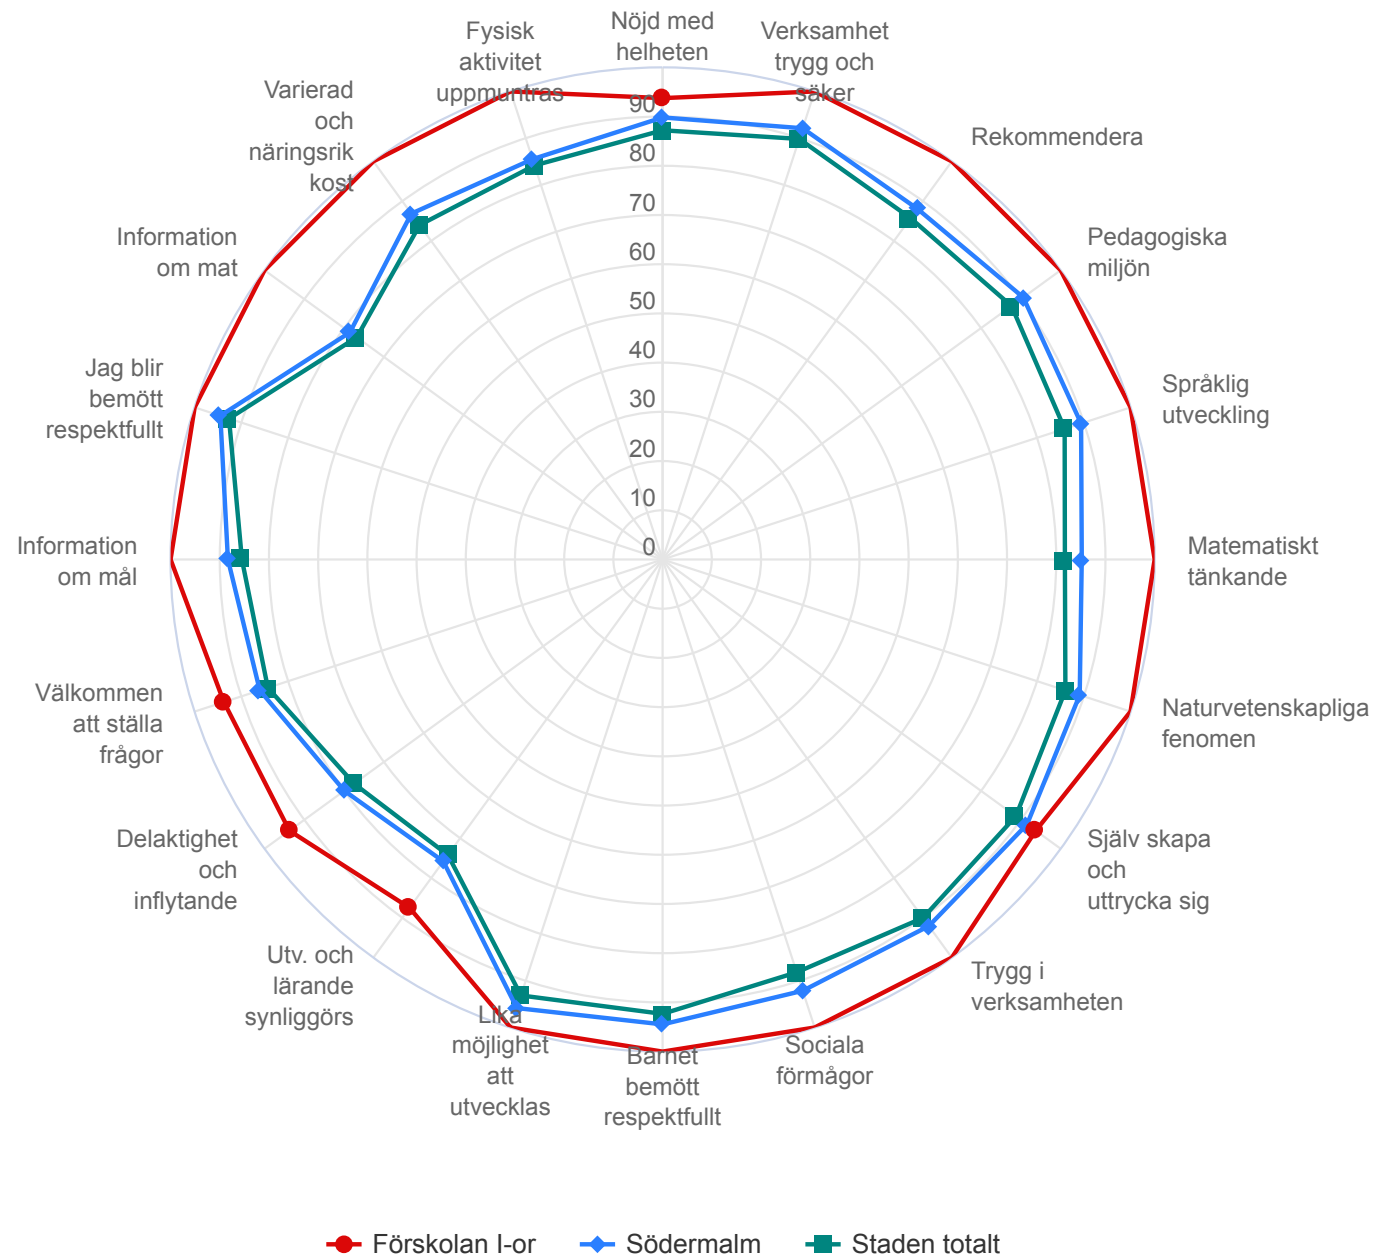 Nöjd med
helheten
Verksamhet
trygg och
säker
Rekommendera
Pedagogiska
miljön
Språklig
utveckling
Matematiskt
tänkande
Naturvetenskapliga
fenomen
Själv skapa
och
uttrycka sig
Trygg i
verksamheten
Sociala
förmågor
Barnet
bemött
respektfullt
Lika
möjlighet
att
utvecklas
Utv. och
lärande
synliggörs
Delaktighet
och
inflytande
Välkommen
att ställa
frågor
Information
om mål
Jag blir
bemött
respektfullt
Information
om mat
Varierad
och
näringsrik
kost
Fysisk
aktivitet
uppmuntras
90
80
70
60
50
40
30
20
10
0
Förskolan I-or
Södermalm
Staden totalt